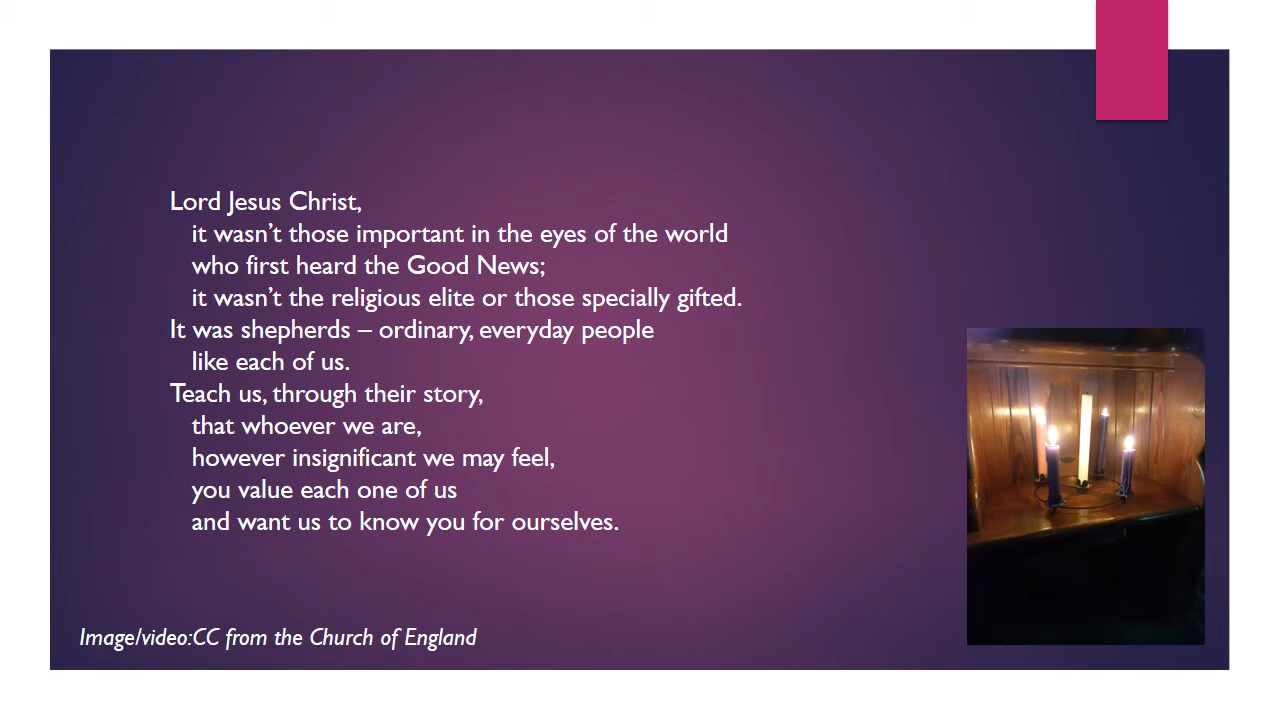 Lord Jesus Christ,
it wasn’t those important in the eyes of the world
who first heard the Good News;
it wasn’t the religious elite or those specially gifted.
It was shepherds – ordinary, everyday people
like each of us.
Teach us, through their story,
that whoever we are,
however insignificant we may feel,
you value each one of us
and want us to know you for ourselves.
Image/video:CC from the Church of England